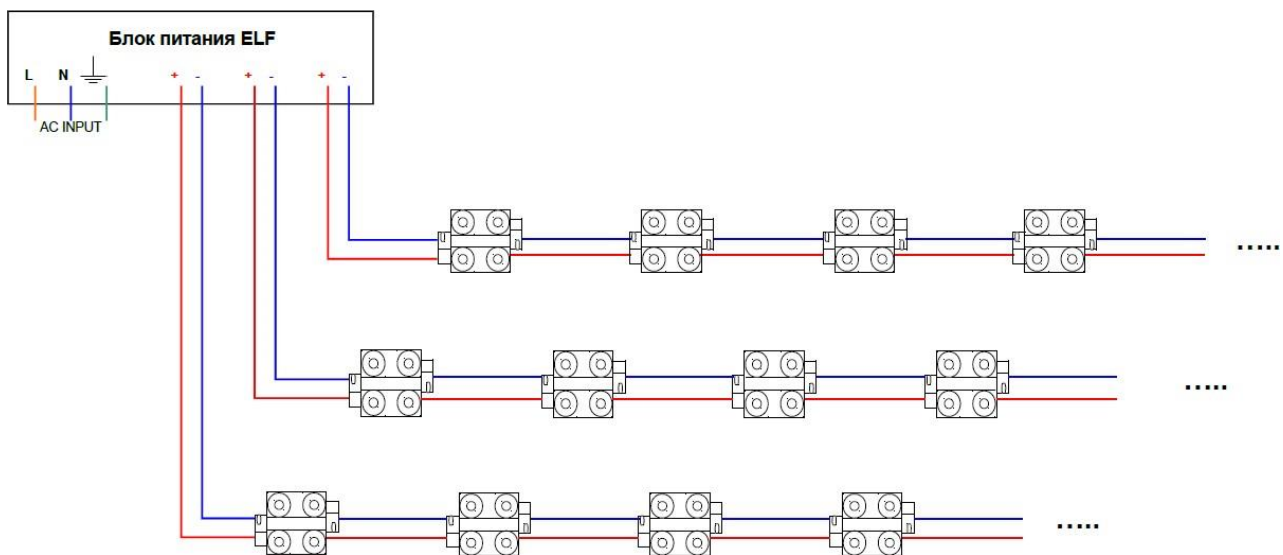 Блок питания ELF
L N + - + - + -
AC INPUT
.....
.....
.....